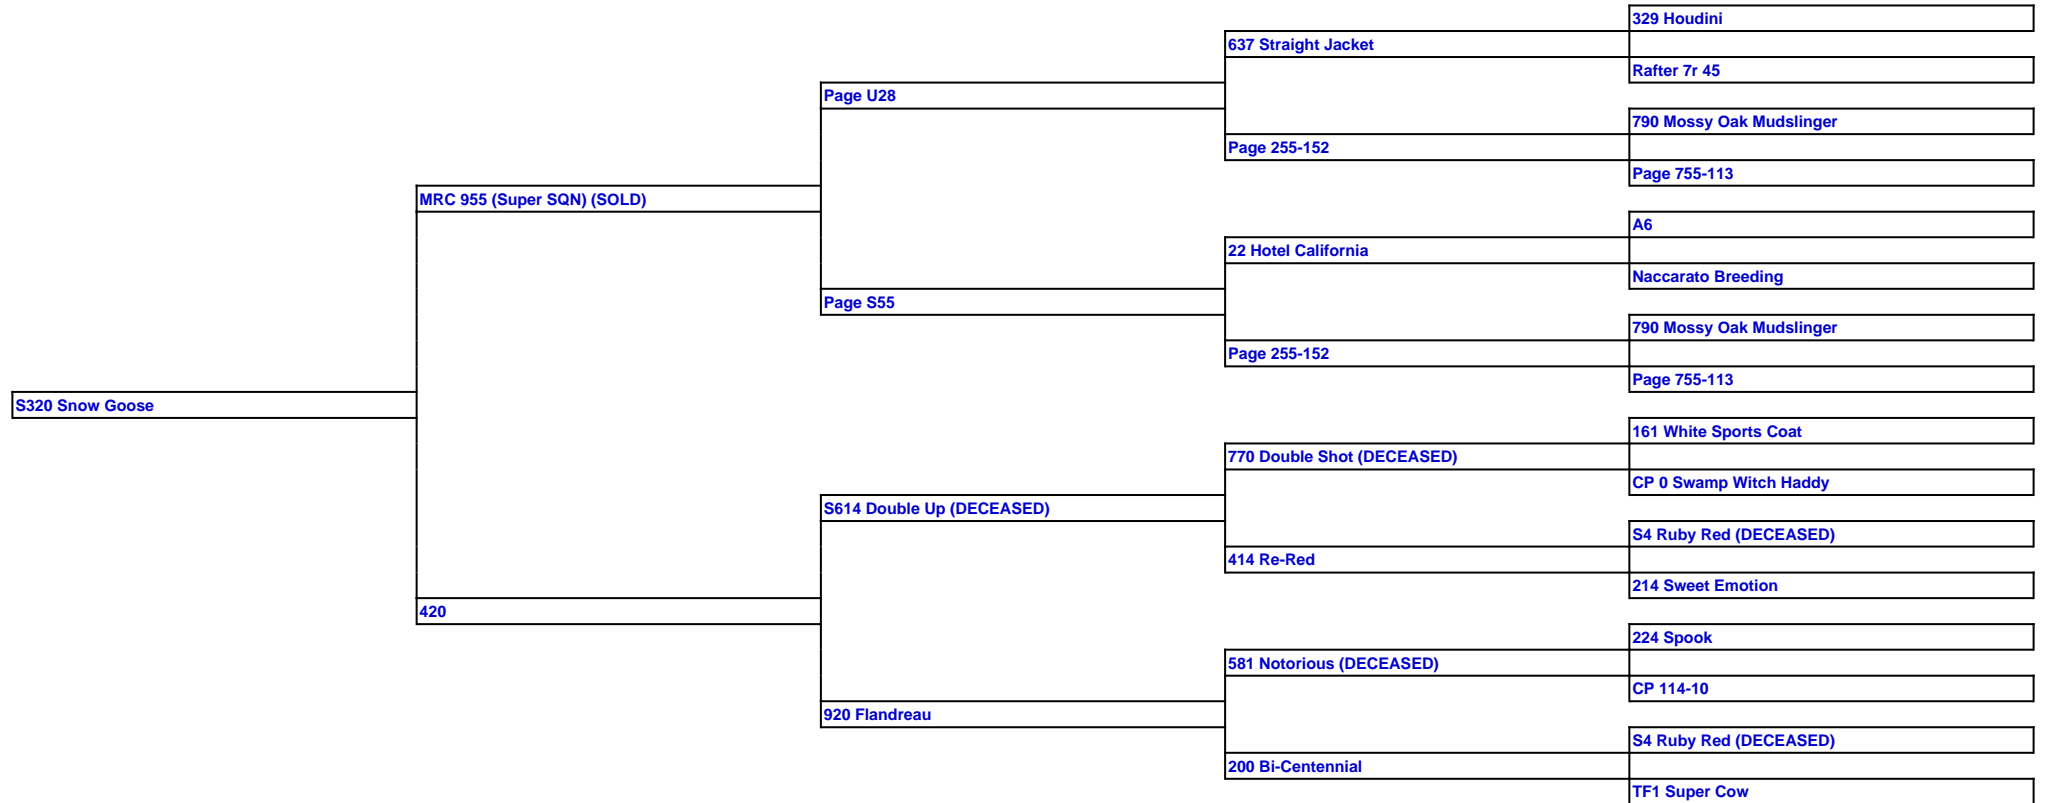 329 Houdini
637 Straight Jacket
Rafter 7r 45
Page U28
790 Mossy Oak Mudslinger
Page 255-152
Page 755-113
MRC 955 (Super SQN) (SOLD)
A6
22 Hotel California
Naccarato Breeding
Page S55
790 Mossy Oak Mudslinger
Page 255-152
Page 755-113
S320 Snow Goose
161 White Sports Coat
770 Double Shot (DECEASED)
CP 0 Swamp Witch Haddy
S614 Double Up (DECEASED)
S4 Ruby Red (DECEASED)
414 Re-Red
214 Sweet Emotion
420
224 Spook
581 Notorious (DECEASED)
CP 114-10
920 Flandreau
S4 Ruby Red (DECEASED)
200 Bi-Centennial
TF1 Super Cow